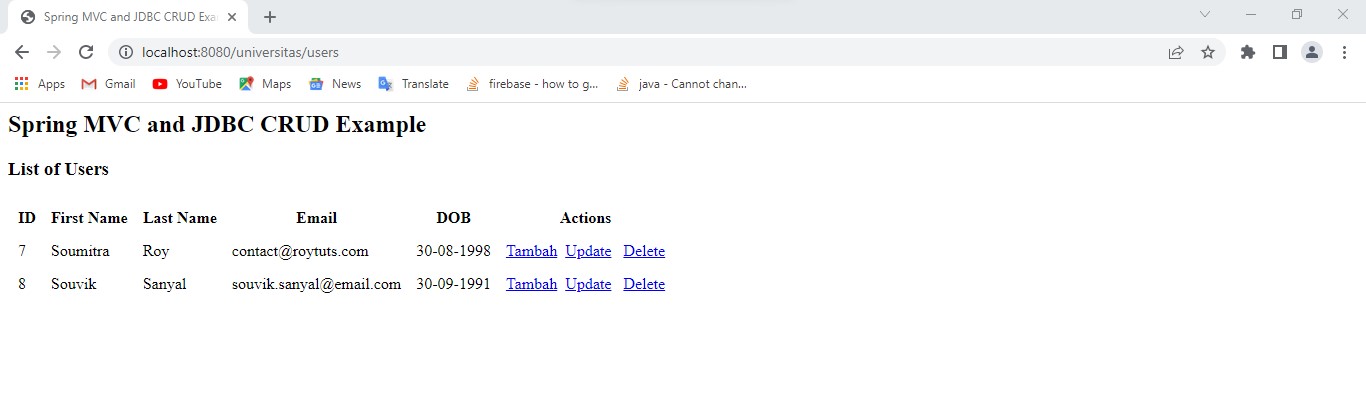 Spring MVC and JDBC CRUD Exa
localhost:8080/universitas/users
Apps Gmail YouTube Maps News Translate firebase - how to g... java - Cannot chan...
Spring MVC and JDBC CRUD Example
List of Users
ID First Name Last Name Email DOB Actions
7 Soumitra Roy contact@roytuts.com 30-08-1998 Tambah Update Delete
8 Souvik Sanyal souvik.sanyal@email.com 30-09-1991 Tambah Update Delete